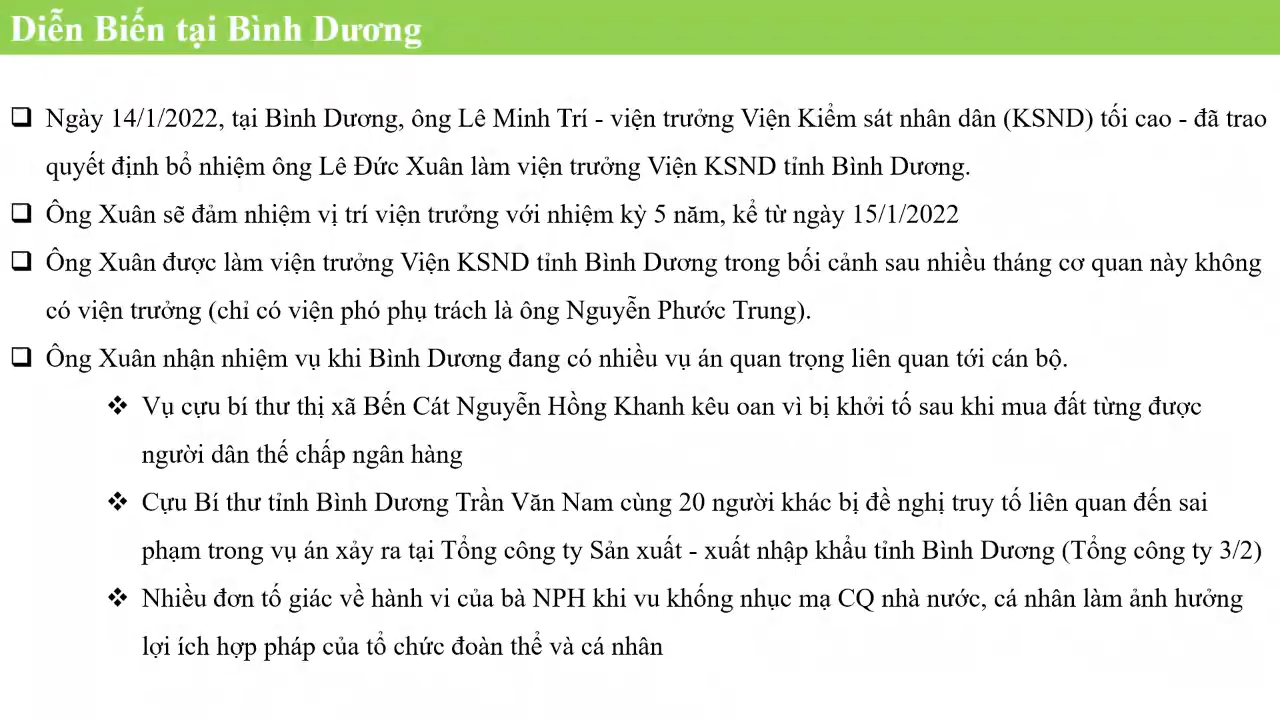 Diễn Biến tại Bình Dương
❑ Ngày 14/1/2022, tại Bình Dương, ông Lê Minh Trí - viện trưởng Viện Kiểm sát nhân dân (KSND) tối cao - đã trao
quyết định bổ nhiệm ông Lê Đức Xuân làm viện trưởng Viện KSND tỉnh Bình Dương.
❑ Ông Xuân sẽ đảm nhiệm vị trí viện trưởng với nhiệm kỳ 5 năm, kể từ ngày 15/1/2022
❑ Ông Xuân được làm viện trưởng Viện KSND tỉnh Bình Dương trong bối cảnh sau nhiều tháng cơ quan này không
có viện trưởng (chỉ có viện phó phụ trách là ông Nguyễn Phước Trung).
❑ Ông Xuân nhận nhiệm vụ khi Bình Dương đang có nhiều vụ án quan trọng liên quan tới cán bộ.
❖ Vụ cựu bí thư thị xã Bến Cát Nguyễn Hồng Khanh kêu oan vì bị khởi tố sau khi mua đất từng được
người dân thế chấp ngân hàng
❖ Cựu Bí thư tỉnh Bình Dương Trần Văn Nam cùng 20 người khác bị đề nghị truy tố liên quan đến sai
phạm trong vụ án xảy ra tại Tổng công ty Sản xuất - xuất nhập khẩu tỉnh Bình Dương (Tổng công ty 3/2)
❖ Nhiều đơn tố giác về hành vi của bà NPH khi vu khống nhục mạ CQ nhà nước, cá nhân làm ảnh hưởng
lợi ích hợp pháp của tổ chức đoàn thể và cá nhân